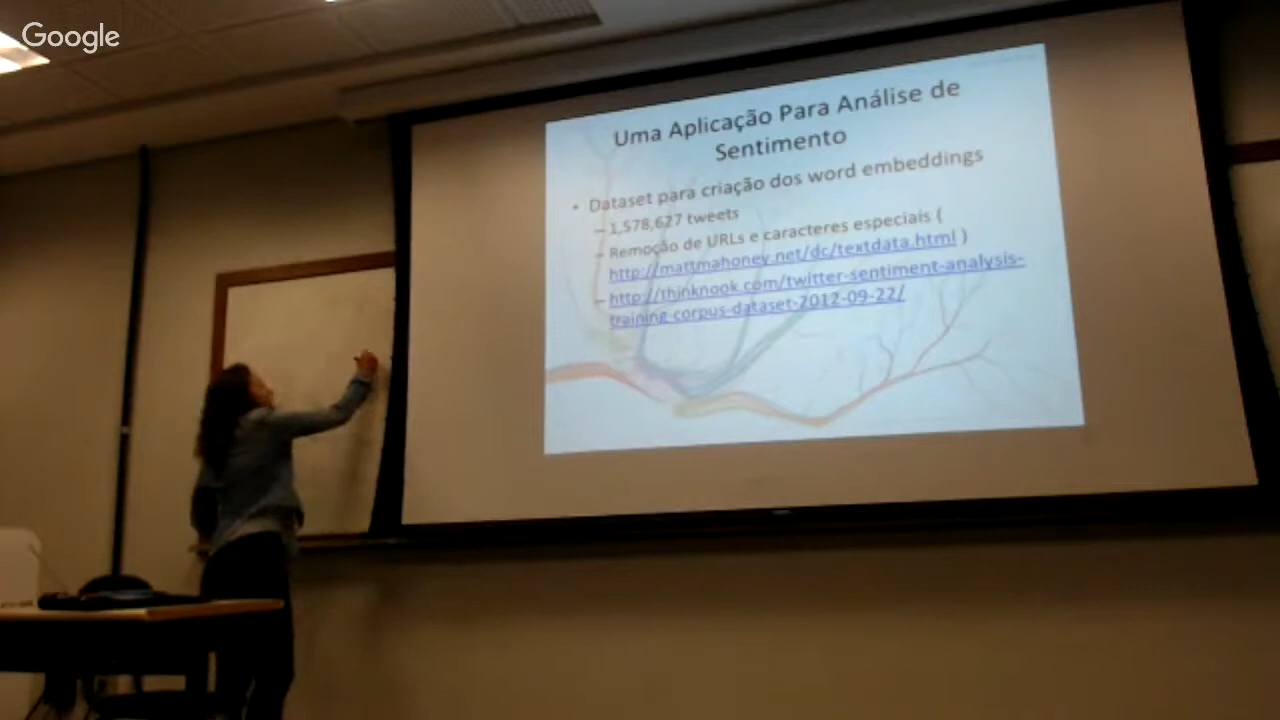 Google
Uma Aplicação Para Análise de
Sentimento
• Dataset para criação dos word embeddings
– 1,578,627 tweets
– Remoção de URLs e caracteres especiais (
http://mattmahoney.net/dc/textdata.html )
– http://thinknook.com/twitter-sentiment-analysis-
training-corpus-dataset-2012-09-22/